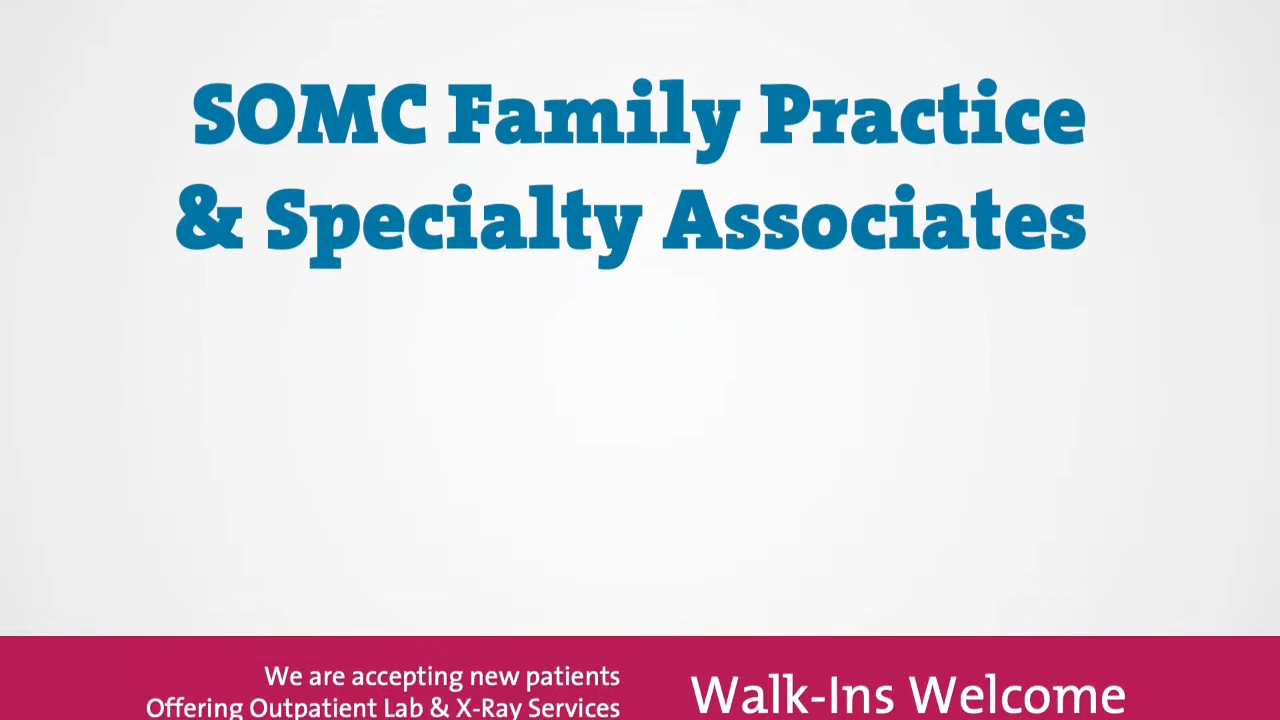 SOMC Family Practice
& Specialty Associates
We are accepting new patients
Offering Outpatient Lab & X-Ray Services
Walk-Ins Welcome